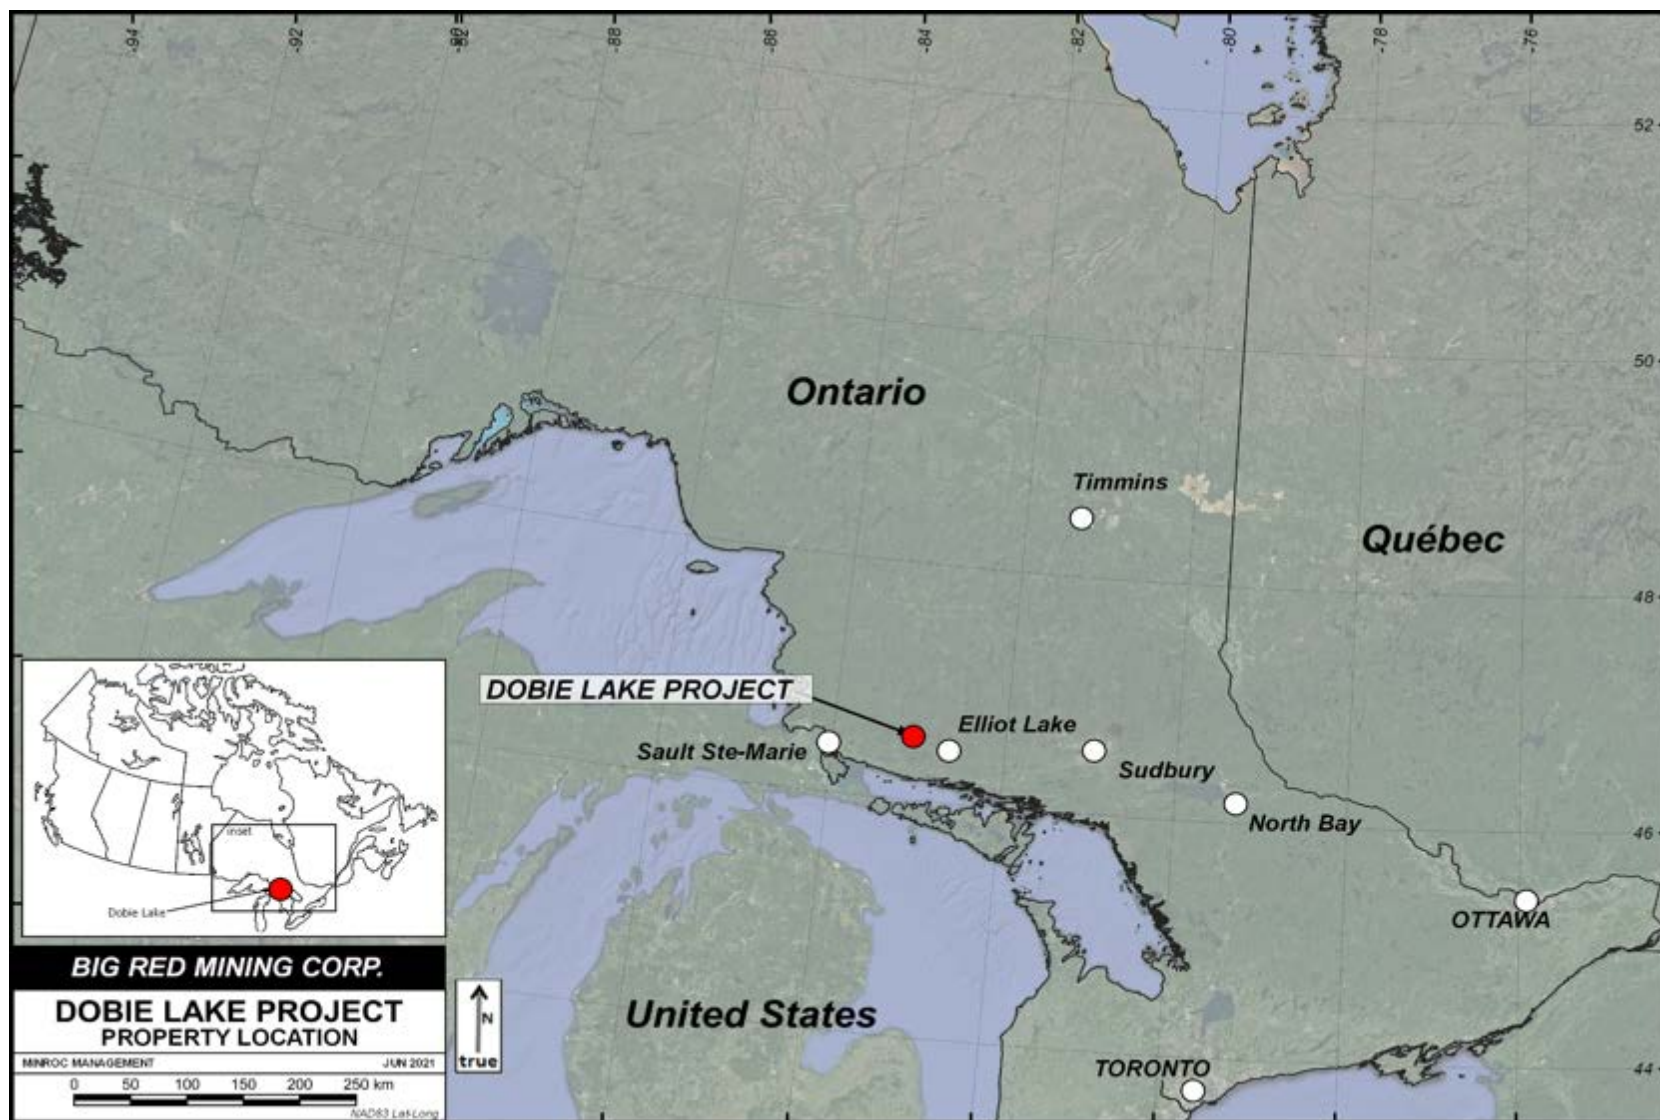 -94
-92
-90
-88
-86
-84
-82
-80
-78
-76
52
50
Ontario
Timmins
Québec
48
DOBIE LAKE PROJECT
Elliot Lake
Sault Ste-Marie
Sudbury
North Bay
46
OTTAWA
United States
TORONTO
44
inset
Dobie Lake
BIG RED MINING CORP.
DOBIE LAKE PROJECT
PROPERTY LOCATION
MINROC MANAGEMENT JUN 2021
0 50 100 150 200 250 km
NAD83 Lat-Long
N
true